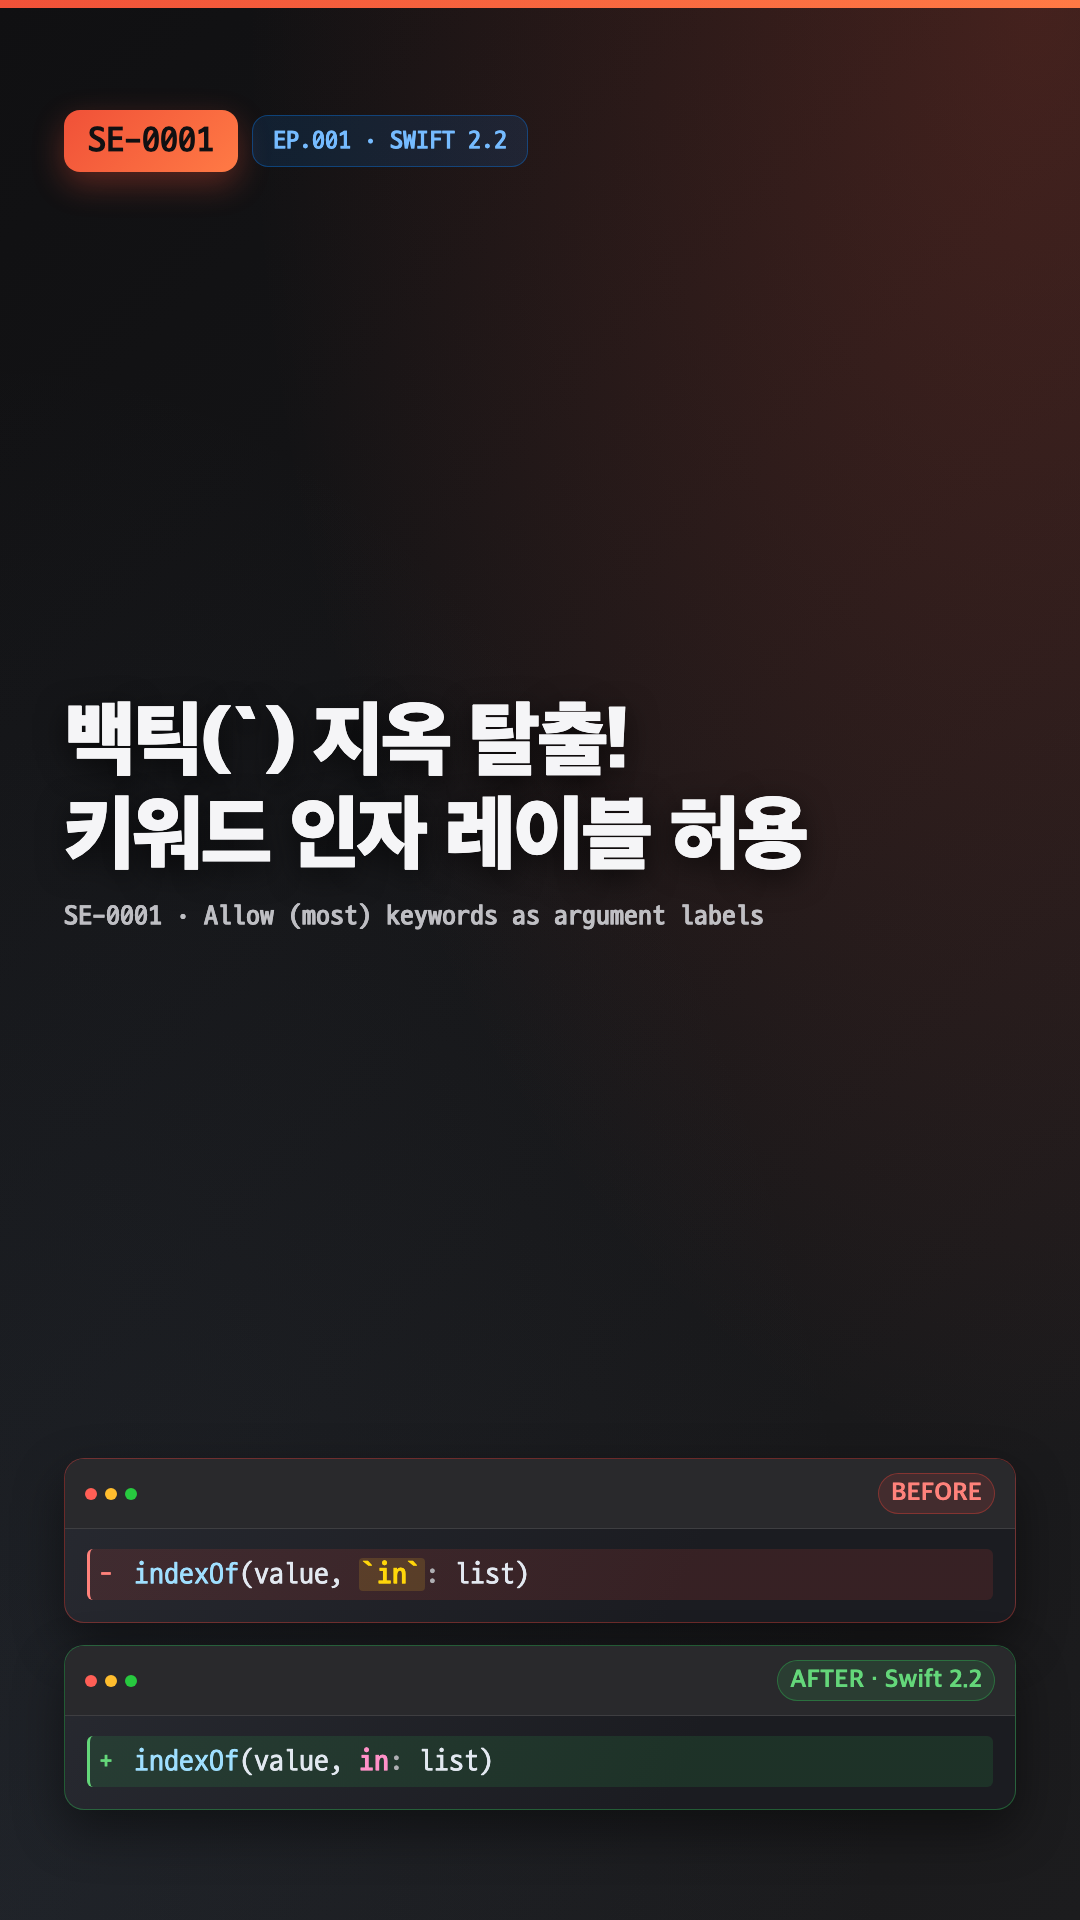 SE-0001
EP.001 · SWIFT 2.2
백틱(`) 지옥 탈출!
키워드 인자 레이블 허용
SE-0001 · Allow (most) keywords as argument labels
BEFORE
- indexOf(value, `in`: list)
AFTER · Swift 2.2
+ indexOf(value, in: list)